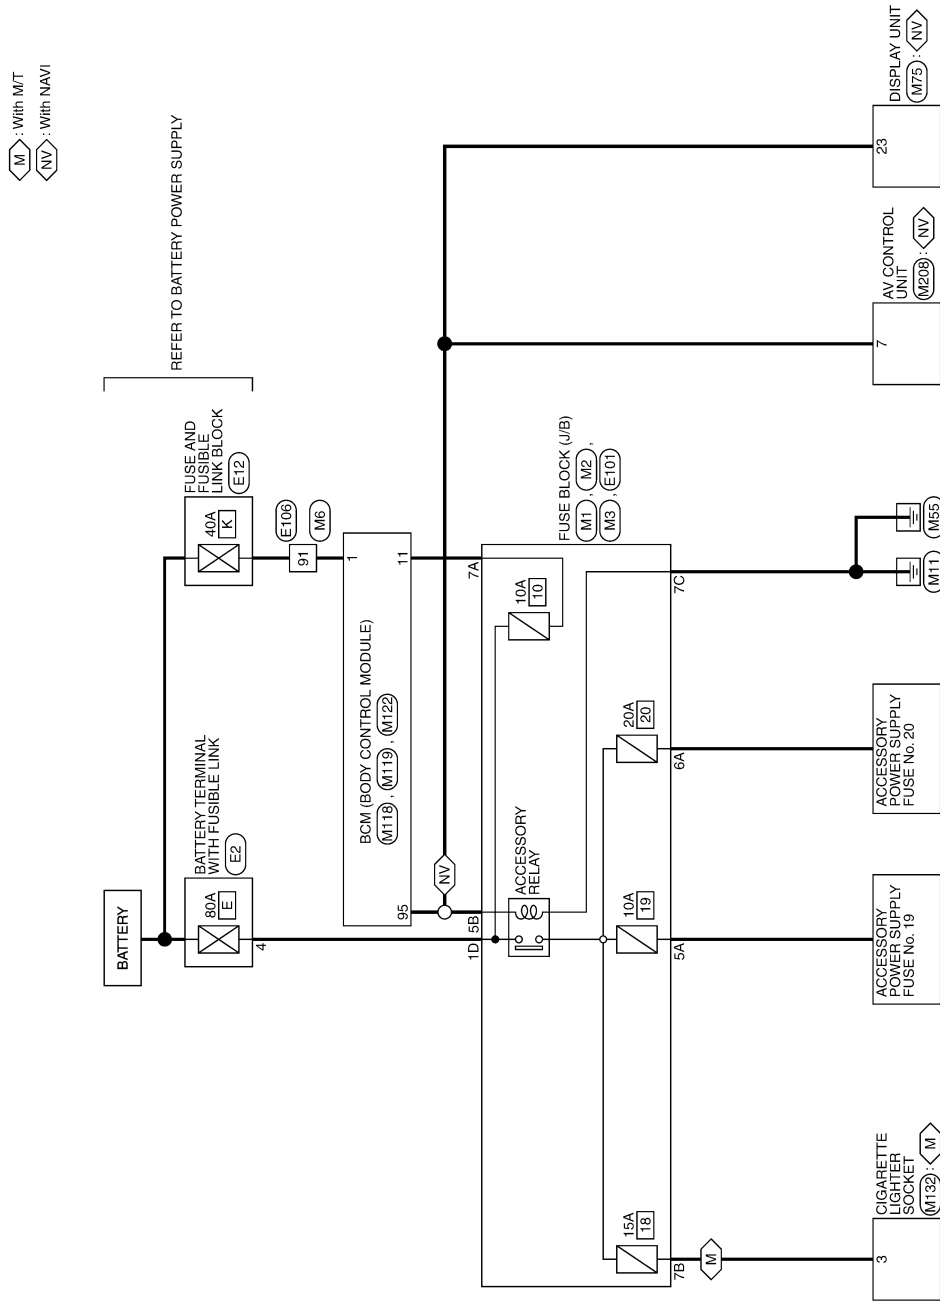 M : With M/T
NV : With NAVI
REFER TO BATTERY POWER SUPPLY
BATTERY
BATTERY TERMINAL
WITH FUSIBLE LINK
E2
80A
E
4
FUSE AND
FUSIBLE
LINK BLOCK
E12
40A
K
E106
M6
91
1
11
95
BCM (BODY CONTROL MODULE)
M118 , M119 , M122
NV
1D
5B
7A
FUSE BLOCK (J/B)
M1 , M2 ,
M3 , E101
ACCESSORY
RELAY
10A
10
15A
18
10A
19
20A
20
7B
5A
6A
7C
M
3
CIGARETTE
LIGHTER
SOCKET
M132 : M
ACCESSORY
POWER SUPPLY
FUSE No. 19
ACCESSORY
POWER SUPPLY
FUSE No. 20
M11
M55
7
AV CONTROL
UNIT
M208 : NV
23
DISPLAY UNIT
M75 : NV